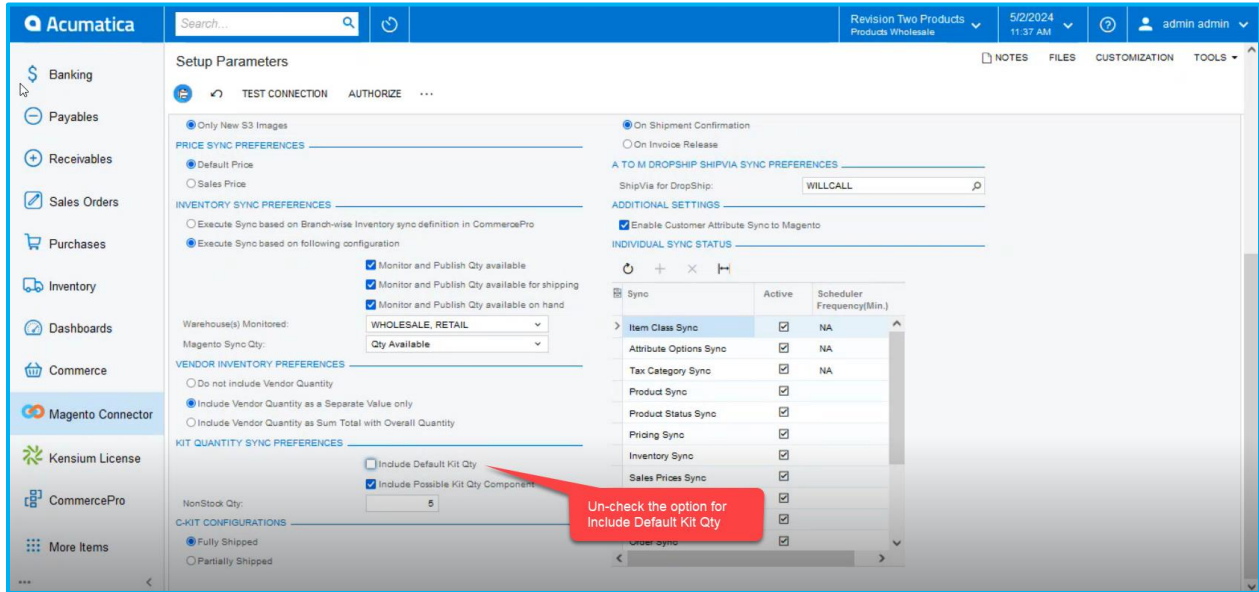 Acumatica
Search...
Revision Two Products
Products Wholesale
5/2/2024
11:37 AM
admin admin
Banking
Payables
Receivables
Sales Orders
Purchases
Inventory
Dashboards
Commerce
Magento Connector
Kensium License
CommercePro
More Items
Setup Parameters
NOTES FILES CUSTOMIZATION TOOLS
TEST CONNECTION AUTHORIZE ...
Only New S3 Images
PRICE SYNC PREFERENCES
Default Price
Sales Price
INVENTORY SYNC PREFERENCES
Execute Sync based on Branch-wise Inventory sync definition in CommercePro
Execute Sync based on following configuration
Monitor and Publish Qty available
Monitor and Publish Qty available for shipping
Monitor and Publish Qty available on hand
Warehouse(s) Monitored: WHOLESALE, RETAIL
Magento Sync Qty: Qty Available
VENDOR INVENTORY PREFERENCES
Do not include Vendor Quantity
Include Vendor Quantity as a Separate Value only
Include Vendor Quantity as Sum Total with Overall Quantity
KIT QUANTITY SYNC PREFERENCES
Include Default Kit Qty
Include Possible Kit Qty Component
NonStock Qty: 5
C-KIT CONFIGURATIONS
Fully Shipped
Partially Shipped
On Shipment Confirmation
On Invoice Release
A TO M DROPSHIP SHIPVIA SYNC PREFERENCES
ShipVia for DropShip: WILLCALL
ADDITIONAL SETTINGS
Enable Customer Attribute Sync to Magento
INDIVIDUAL SYNC STATUS
Sync Active Scheduler
Frequency(Min.)
Item Class Sync NA
Attribute Options Sync NA
Tax Category Sync NA
Product Sync
Product Status Sync
Pricing Sync
Inventory Sync
Sales Prices Sync
Order Sync
Un-check the option for
Include Default Kit Qty